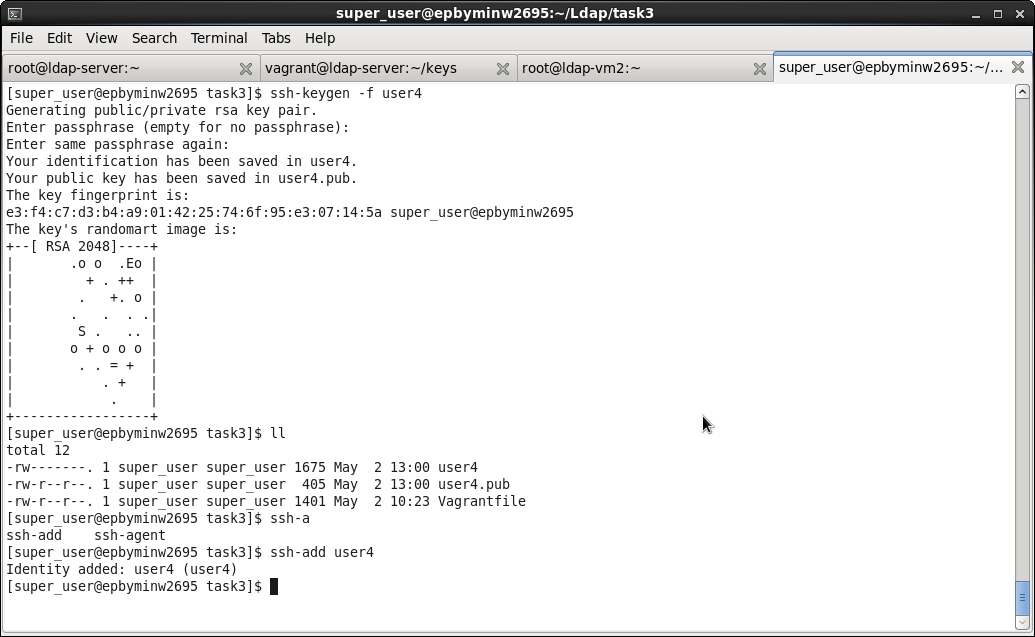 super_user@epbyminw2695:~/Ldap/task3
File Edit View Search Terminal Tabs Help
root@ldap-server:~ vagrant@ldap-server:~/keys root@ldap-vm2:~ super_user@epbyminw2695:~/...
[super_user@epbyminw2695 task3]$ ssh-keygen -f user4
Generating public/private rsa key pair.
Enter passphrase (empty for no passphrase):
Enter same passphrase again:
Your identification has been saved in user4.
Your public key has been saved in user4.pub.
The key fingerprint is:
e3:f4:c7:d3:b4:a9:01:42:25:74:6f:95:e3:07:14:5a super_user@epbyminw2695
The key's randomart image is:
+--[ RSA 2048]----+
|       .o o  .Eo |
|         + . ++  |
|        .   +. o |
|       .   .  . .|
|        S .   .. |
|       o + o o o |
|        . . = +  |
|           . +   |
|            .    |
+-----------------+
[super_user@epbyminw2695 task3]$ ll
total 12
-rw-------. 1 super_user super_user 1675 May  2 13:00 user4
-rw-r--r--. 1 super_user super_user  405 May  2 13:00 user4.pub
-rw-r--r--. 1 super_user super_user 1401 May  2 10:23 Vagrantfile
[super_user@epbyminw2695 task3]$ ssh-a
ssh-add    ssh-agent
[super_user@epbyminw2695 task3]$ ssh-add user4
Identity added: user4 (user4)
[super_user@epbyminw2695 task3]$